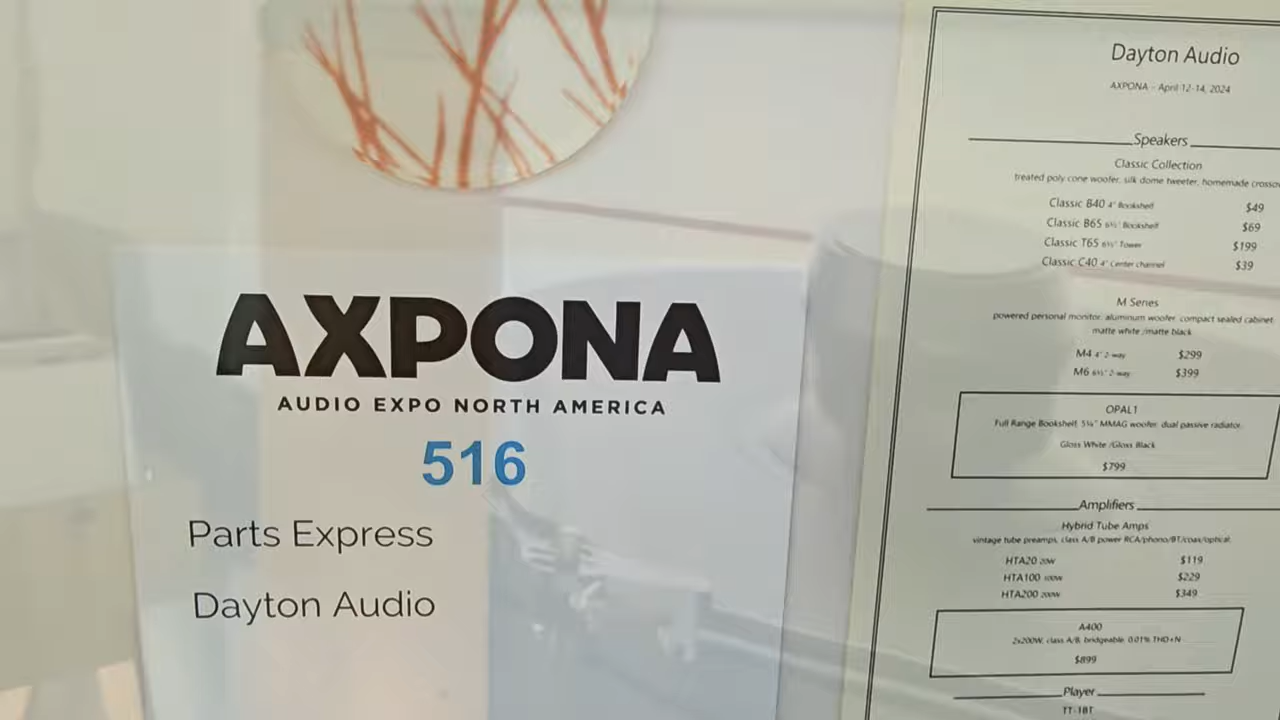 AXPONA
AUDIO EXPO NORTH AMERICA
516
Parts Express
Dayton Audio
Dayton Audio
AXPONA - April 12-14, 2024
Speakers
Classic Collection
treated poly cone woofer, silk dome tweeter, homemade
Classic B40 4" Bookshelf $49
Classic B65 6½" Bookshelf $69
Classic T65 6½" Tower $199
Classic C40 4" Center channel $39
M Series
powered personal monitor, aluminum woofer, compact sealed cabinet
matte white /matte black
M4 4" 2-way $299
M6 6½" 2-way $399
OPAL1
Full Range Bookshelf, 5¼" MMAG woofer, dual passive radiator,
Gloss White /Gloss Black
$799
Amplifiers
Hybrid Tube Amps
vintage tube preamps, class A/B power RCA/phono/BT/coax/optical,
HTA20 20W $119
HTA100 100W $229
HTA200 200W $349
A400
2x200W, class A/B, bridgeable, 0.01% THD+N
$899
Player
TT-1BT